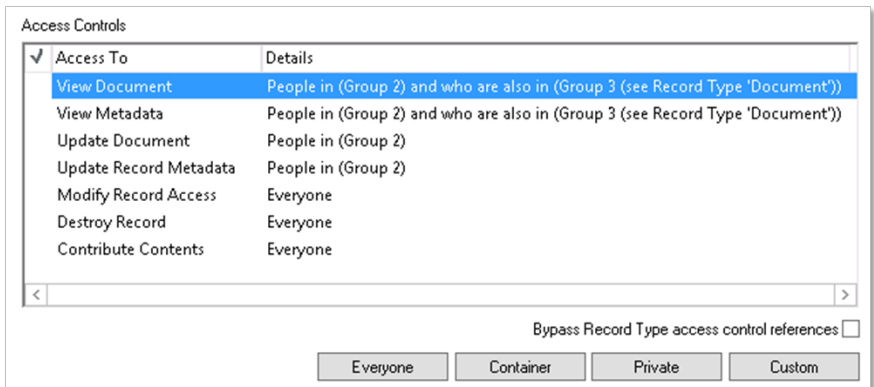 Access Controls
Access To Details
View Document People in (Group 2) and who are also in (Group 3 (see Record Type 'Document'))
View Metadata People in (Group 2) and who are also in (Group 3 (see Record Type 'Document'))
Update Document People in (Group 2)
Update Record Metadata People in (Group 2)
Modify Record Access Everyone
Destroy Record Everyone
Contribute Contents Everyone
Bypass Record Type access control references
Everyone Container Private Custom